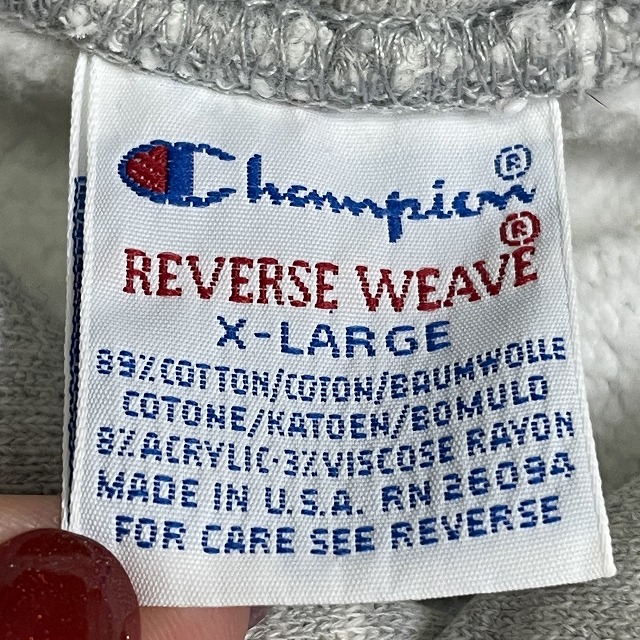 Champion®
REVERSE WEAVE®
X-LARGE
89% COTTON/COTON/BAUMWOLLE
COTONE/KATOEN/BOMULD
8% ACRYLIC·3% VISCOSE RAYON
MADE IN U.S.A. RN 26094
FOR CARE SEE REVERSE